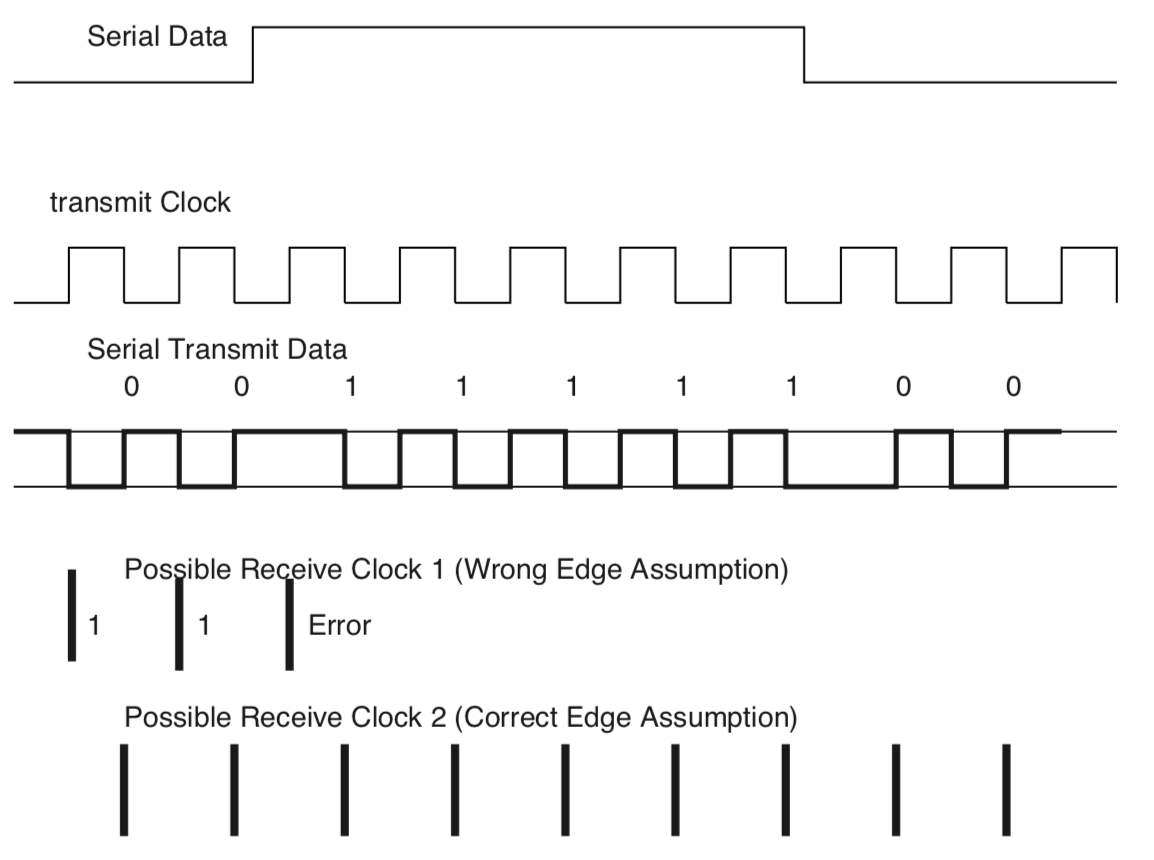 Serial Data
transmit Clock
Serial Transmit Data
0 0 1 1 1 1 1 0 0
Possible Receive Clock 1 (Wrong Edge Assumption)
1 1 Error
Possible Receive Clock 2 (Correct Edge Assumption)